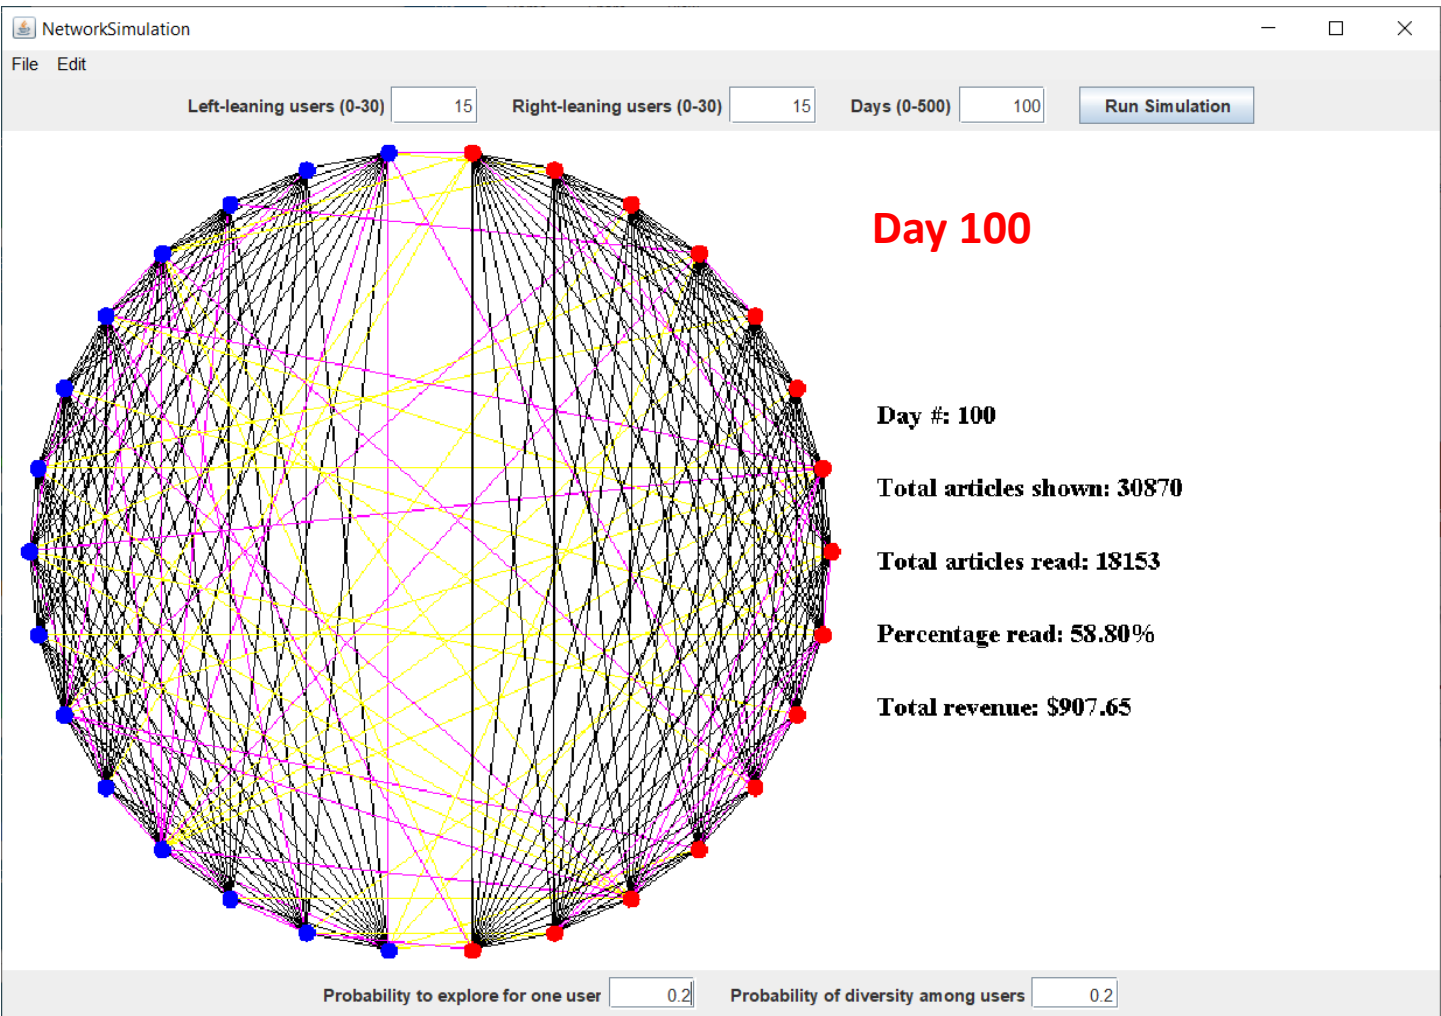 NetworkSimulation
File Edit
Left-leaning users (0-30) 15 Right-leaning users (0-30) 15 Days (0-500) 100 Run Simulation
Day 100
Day #: 100
Total articles shown: 30870
Total articles read: 18153
Percentage read: 58.80%
Total revenue: $907.65
Probability to explore for one user 0.2 Probability of diversity among users 0.2